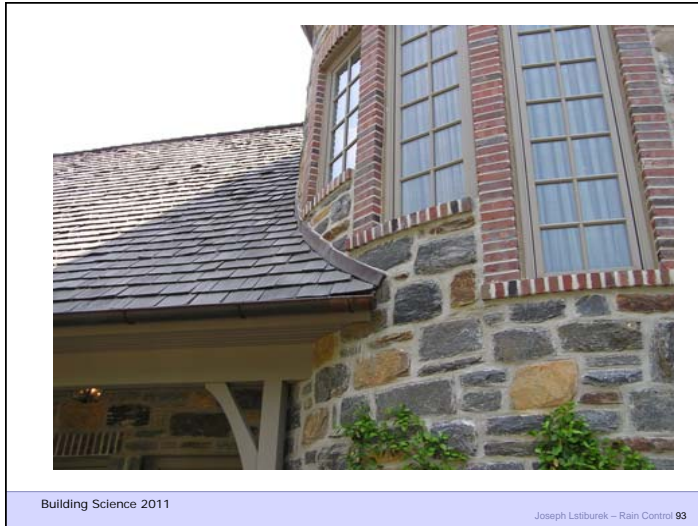 Building Science 2011
Joseph Lstiburek – Rain Control 93